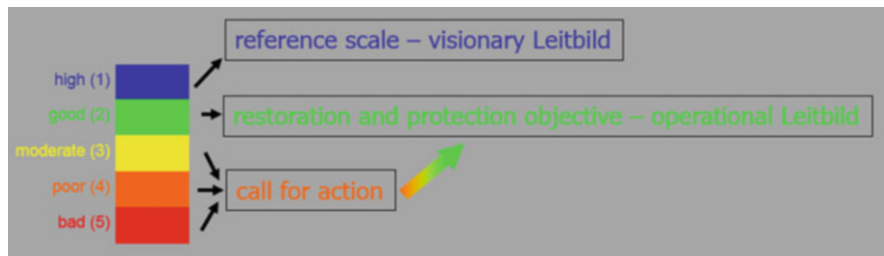 reference scale – visionary Leitbild
high (1)
good (2)
restoration and protection objective – operational Leitbild
moderate (3)
poor (4)
call for action
bad (5)